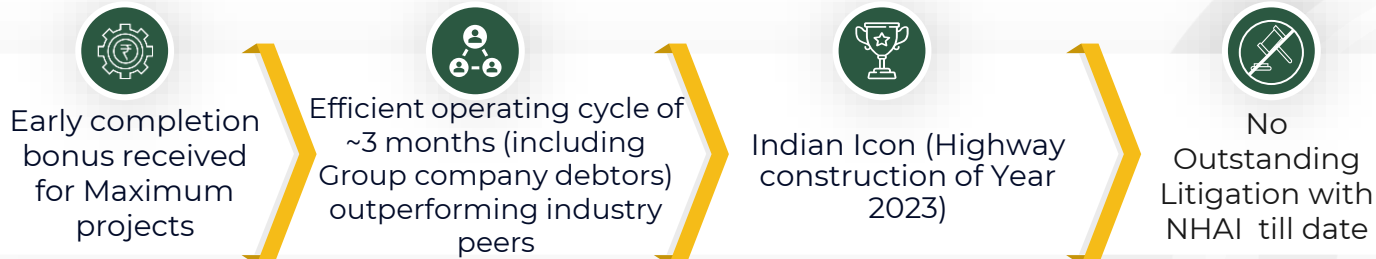 ₹
Early completion
bonus received
for Maximum
projects
Efficient operating cycle of
~3 months (including
Group company debtors)
outperforming industry
peers
Indian Icon (Highway
construction of Year
2023)
No
Outstanding
Litigation with
NHAI till date